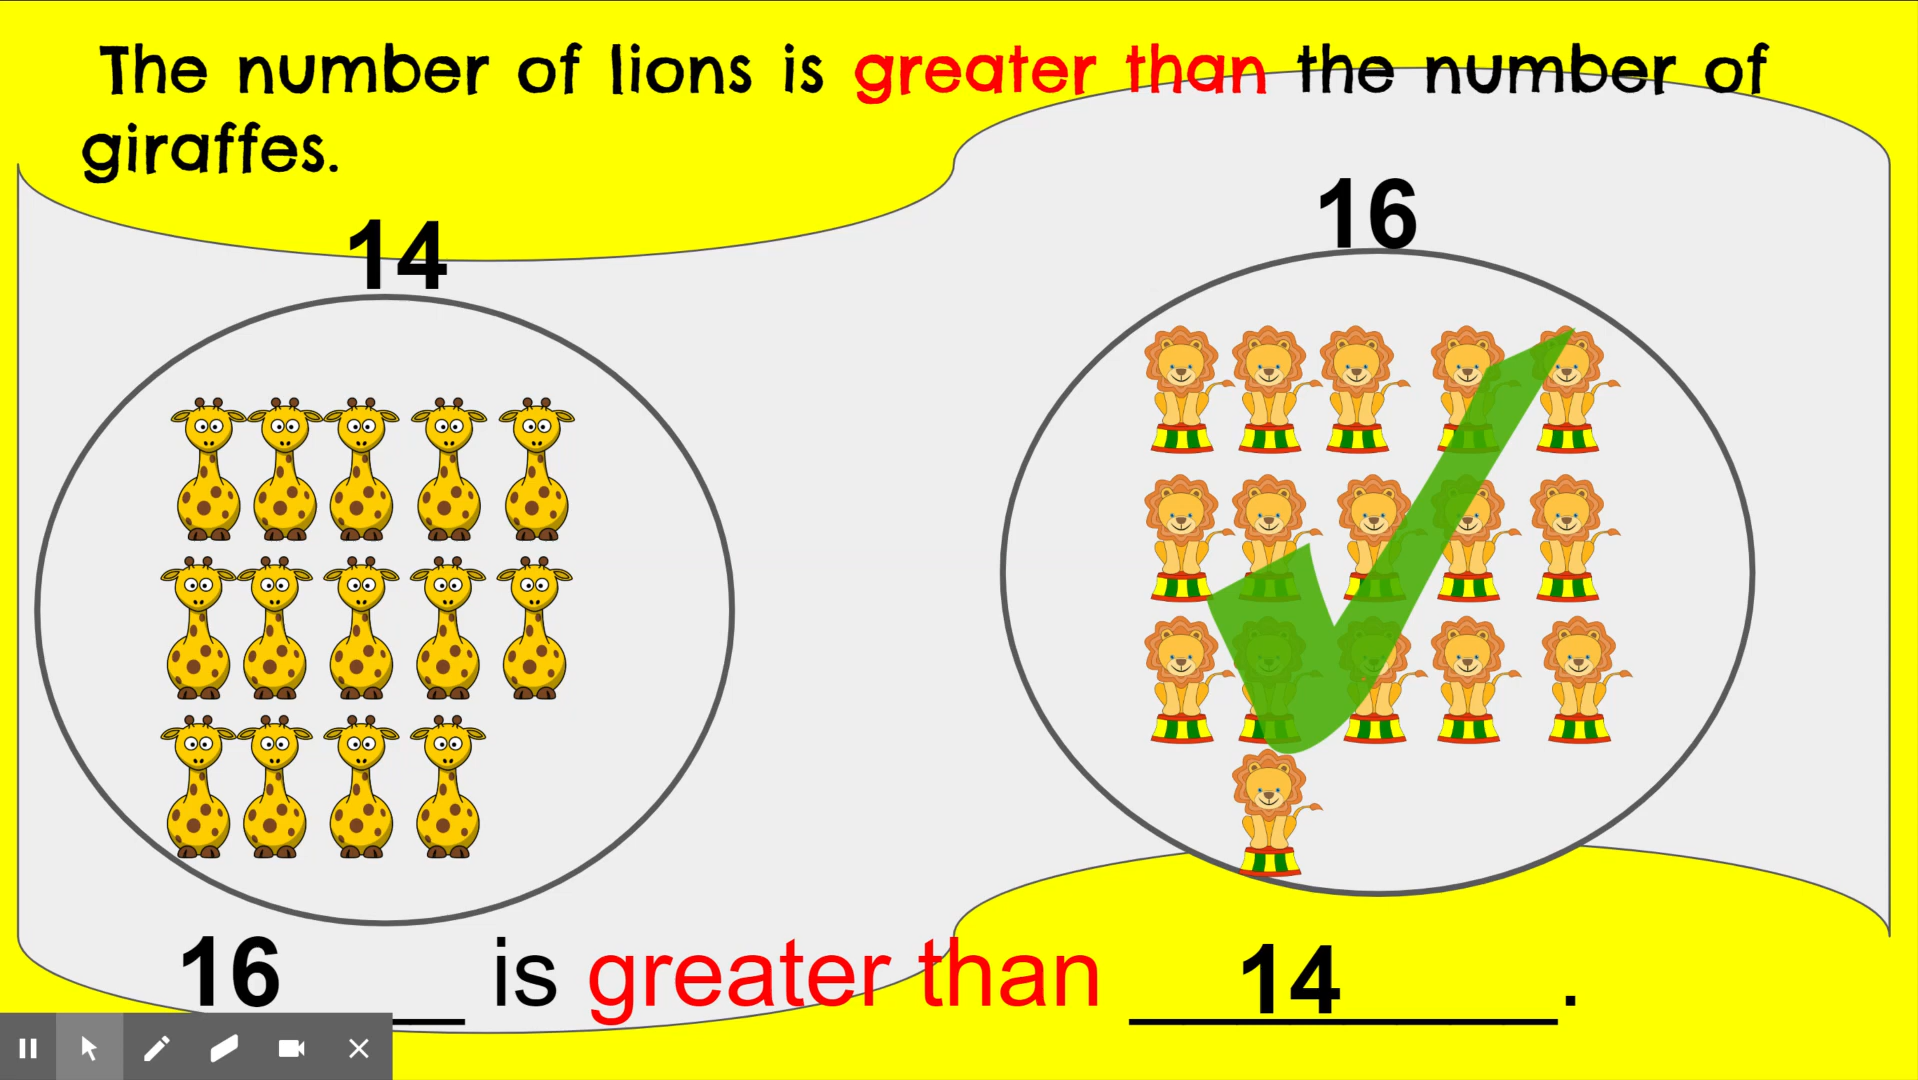 The number of lions is greater than the number of
giraffes.
14
16
16 is greater than 14.